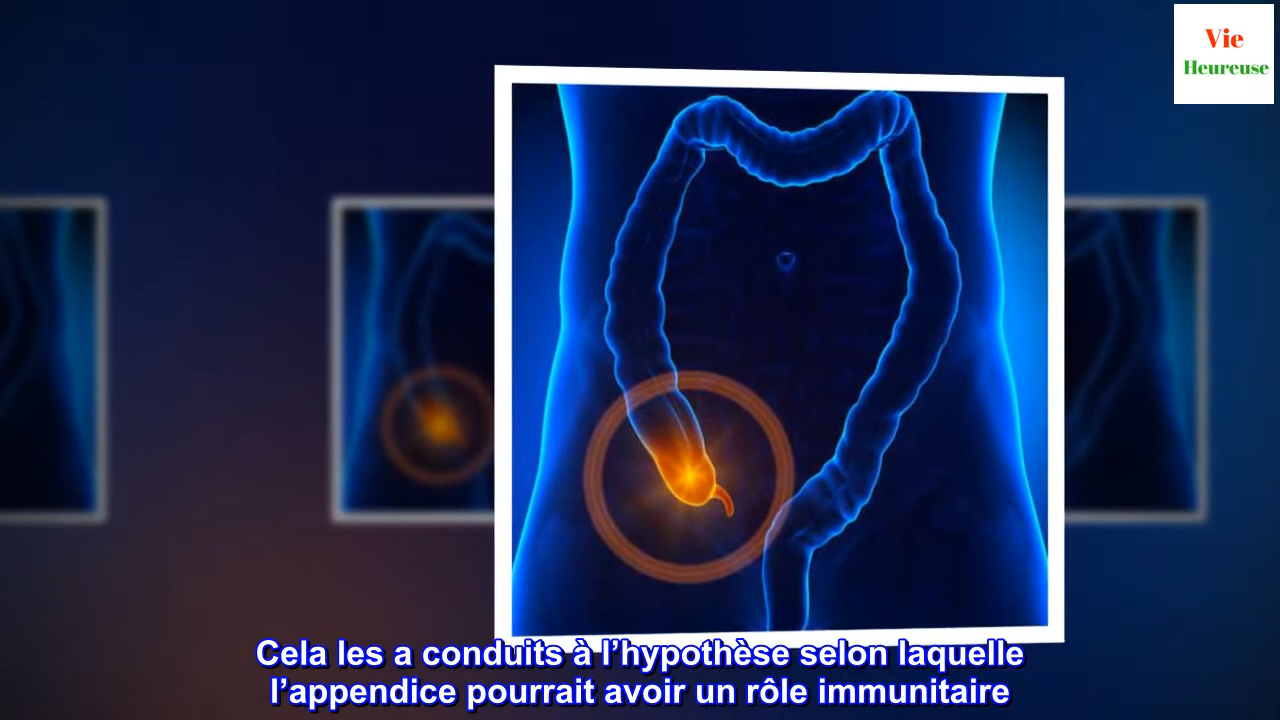 Vie
Heureuse
Cela les a conduits à l’hypothèse selon laquelle
l’appendice pourrait avoir un rôle immunitaire